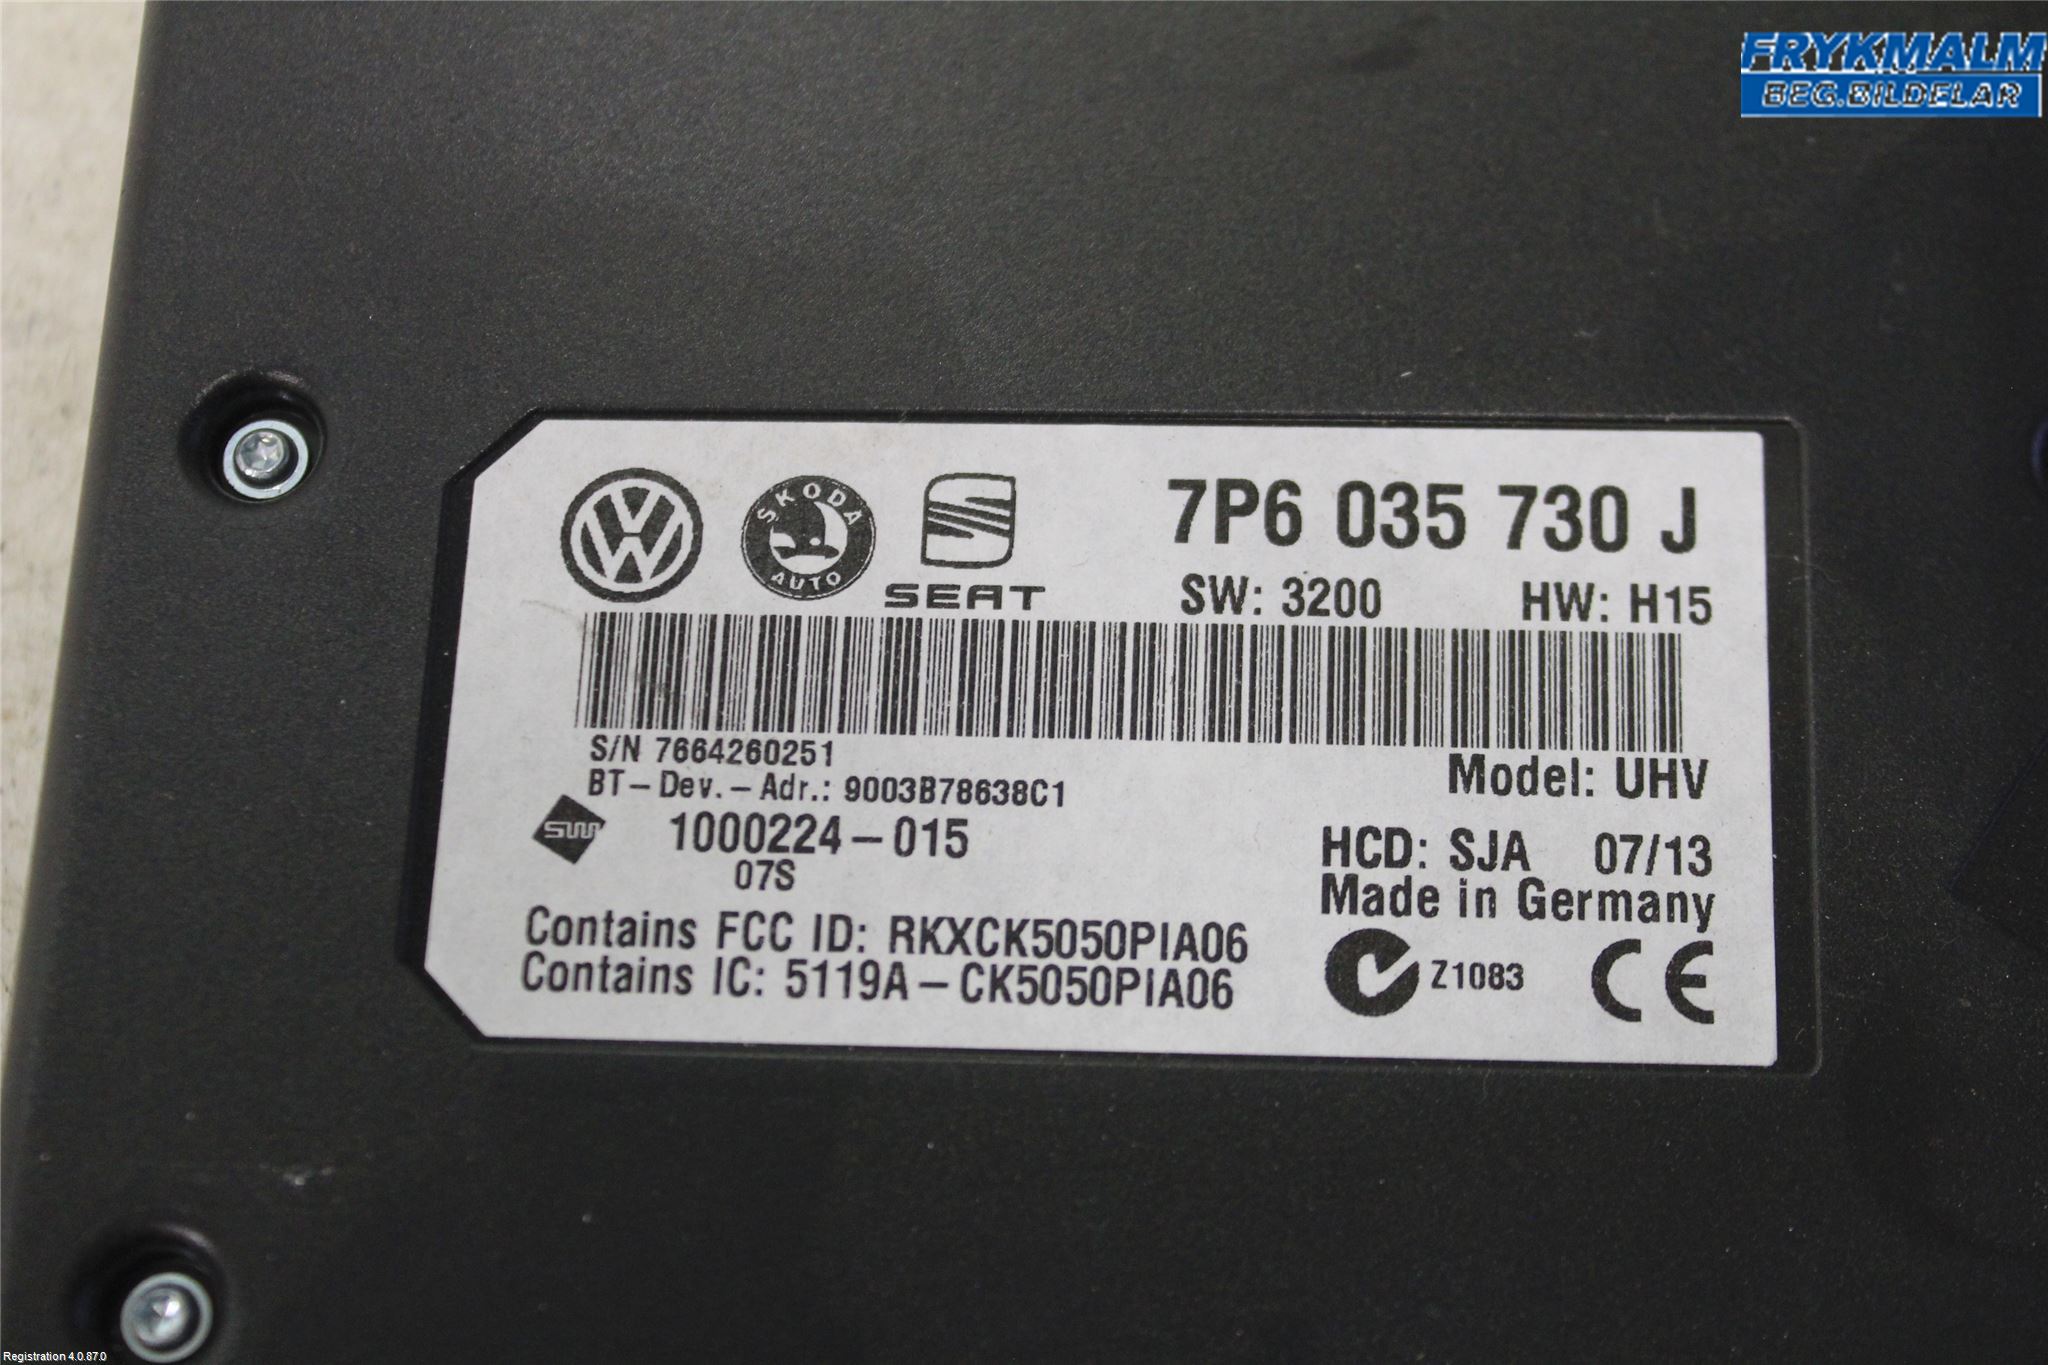 FRYKMALM
BEG.BILDELAR
SKODA
AUTO
SEAT
7P6 035 730 J
SW: 3200 HW: H15
S/N 7664260251
BT-Dev.-Adr.: 9003B78638C1
Model: UHV
SW
1000224-015
07S
HCD: SJA 07/13
Made in Germany
Contains FCC ID: RKXCK5050PIA06
Contains IC: 5119A-CK5050PIA06
Z1083
CE
Registration 4.0.87.0